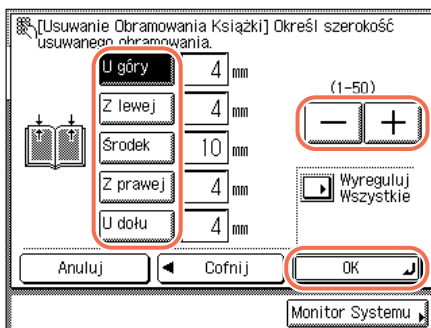 [Usuwanie Obramowania Książki] Określ szerokość
usuwanego obramowania.
U góry 4 mm
(1-50)
Z lewej 4 mm
− +
Środek 10 mm
Z prawej 4 mm
Wyreguluj
Wszystkie
U dołu 4 mm
Anuluj ◀ Cofnij OK
Monitor Systemu